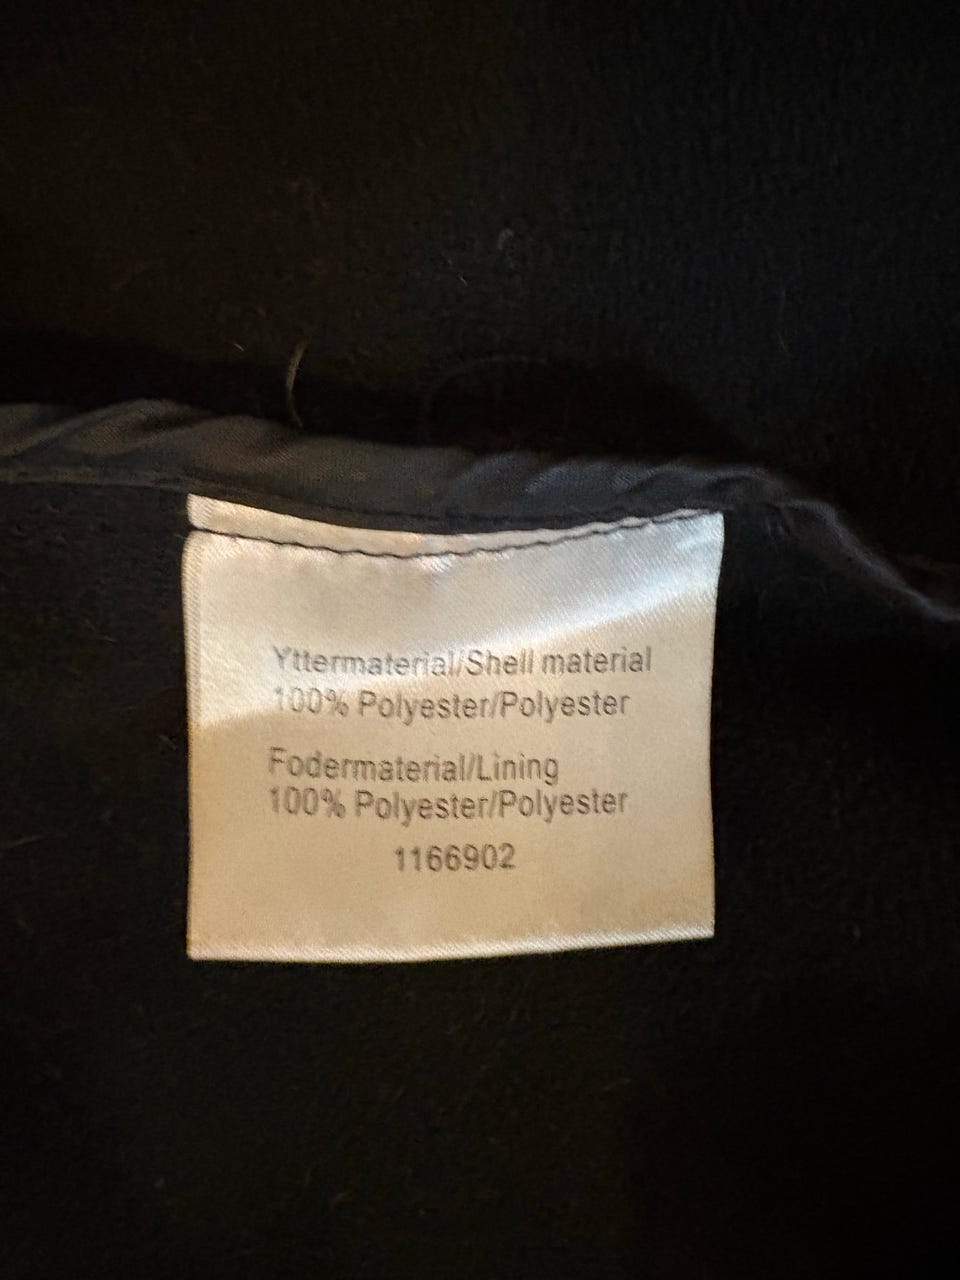 Yttermaterial/Shell material
100% Polyester/Polyester
Fodermaterial/Lining
100% Polyester/Polyester
1166902